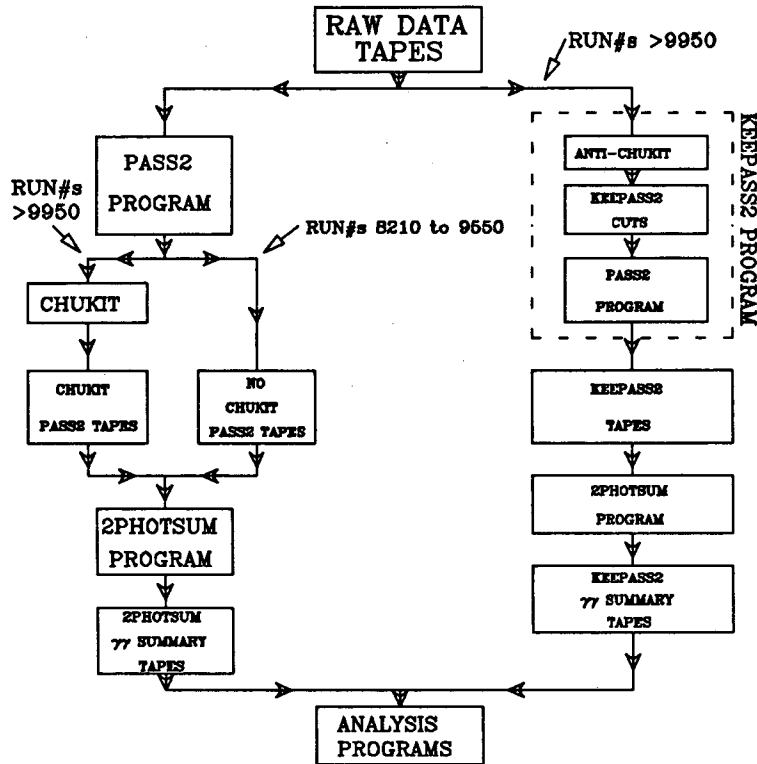 RAW DATA
TAPES
RUN#s >9950
PASS2
PROGRAM
RUN#s
>9950
RUN#s 8210 to 9550
CHUKIT
CHUKIT
PASS2 TAPES
NO
CHUKIT
PASS2 TAPES
2PHOTSUM
PROGRAM
2PHOTSUM
γγ SUMMARY
TAPES
KEEPASS2 PROGRAM
ANTI-CHUKIT
KEEPASS2
CUTS
PASS2
PROGRAM
KEEPASS2
TAPES
2PHOTSUM
PROGRAM
KEEPASS2
γγ SUMMARY
TAPES
ANALYSIS
PROGRAMS